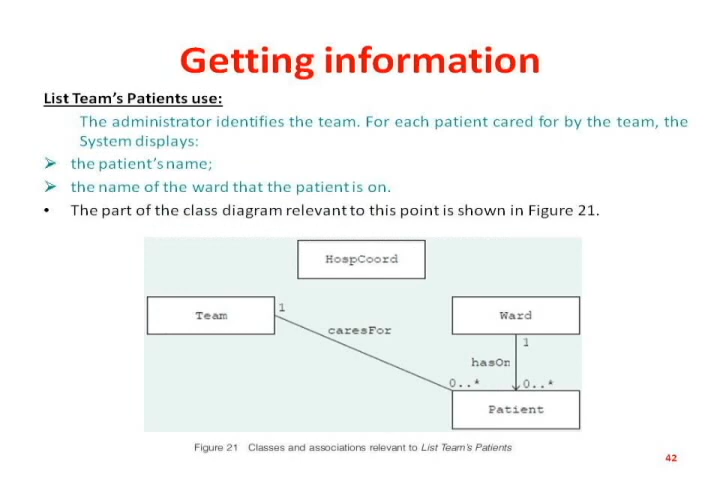 Getting information
List Team's Patients use:
The administrator identifies the team. For each patient cared for by the team, the
System displays:
➢ the patient's name;
➢ the name of the ward that the patient is on.
• The part of the class diagram relevant to this point is shown in Figure 21.
HospCoord
Team
1
Ward
caresFor
1
hasOn
0..*
0..*
Patient
Figure 21 Classes and associations relevant to List Team's Patients
42